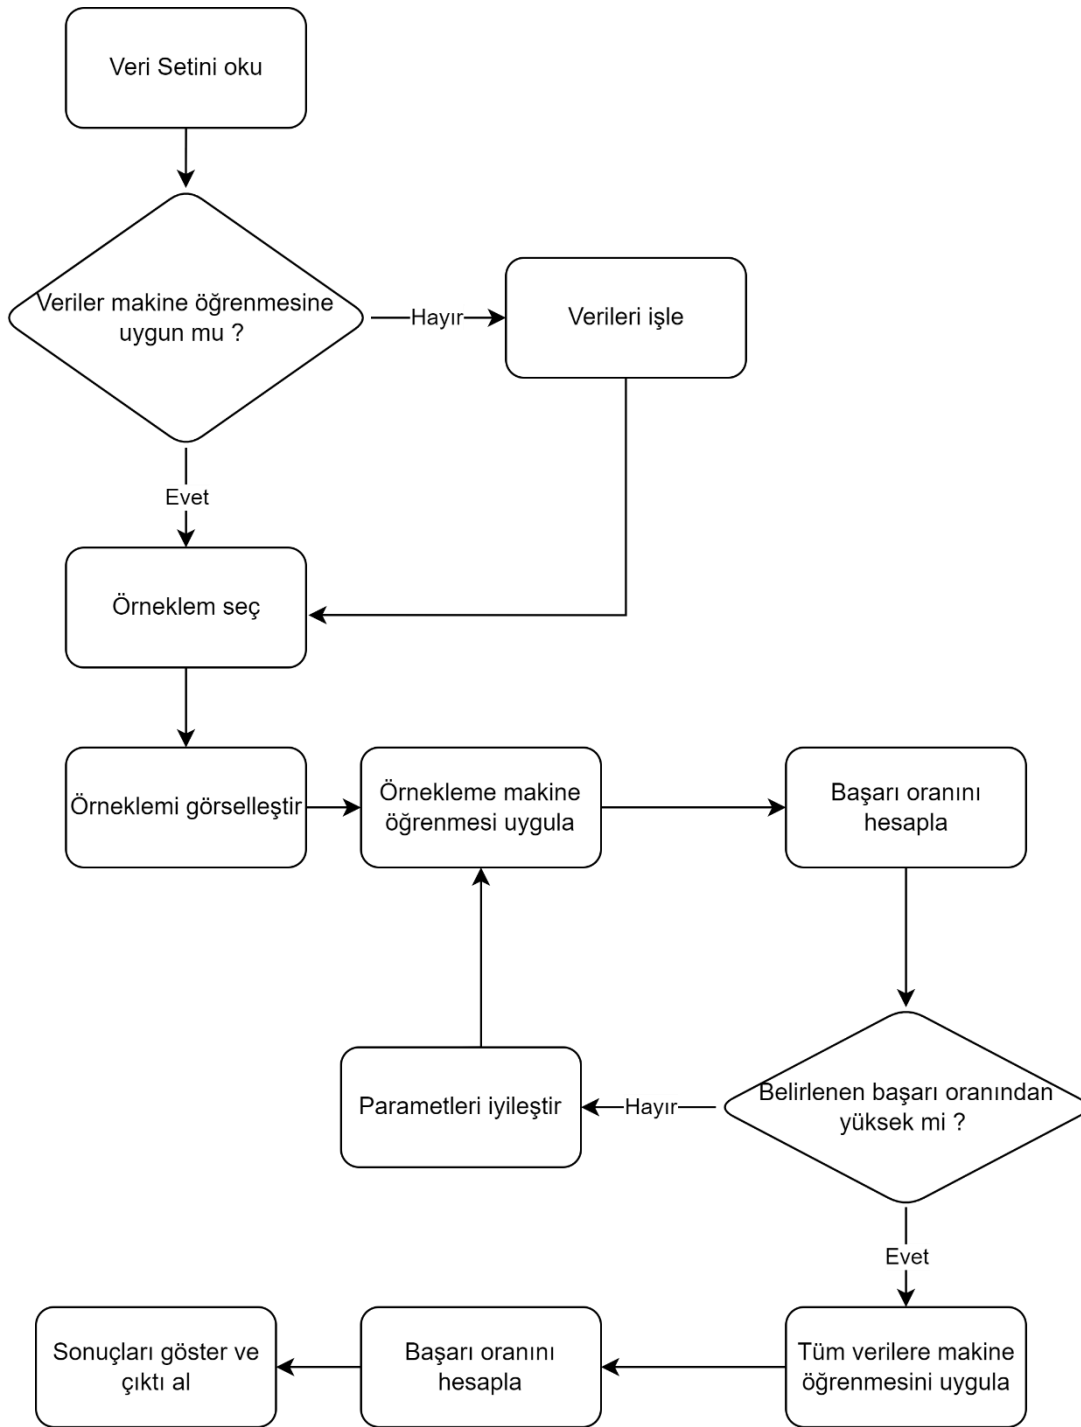 Veri Setini oku
Veriler makine öğrenmesine
uygun mu ?
Hayır
Verileri işle
Evet
Örneklem seç
Örneklemi görselleştir
Örnekleme makine
öğrenmesi uygula
Başarı oranını
hesapla
Belirlenen başarı oranından
yüksek mi ?
Hayır
Parametleri iyileştir
Evet
Tüm verilere makine
öğrenmesini uygula
Başarı oranını
hesapla
Sonuçları göster ve
çıktı al